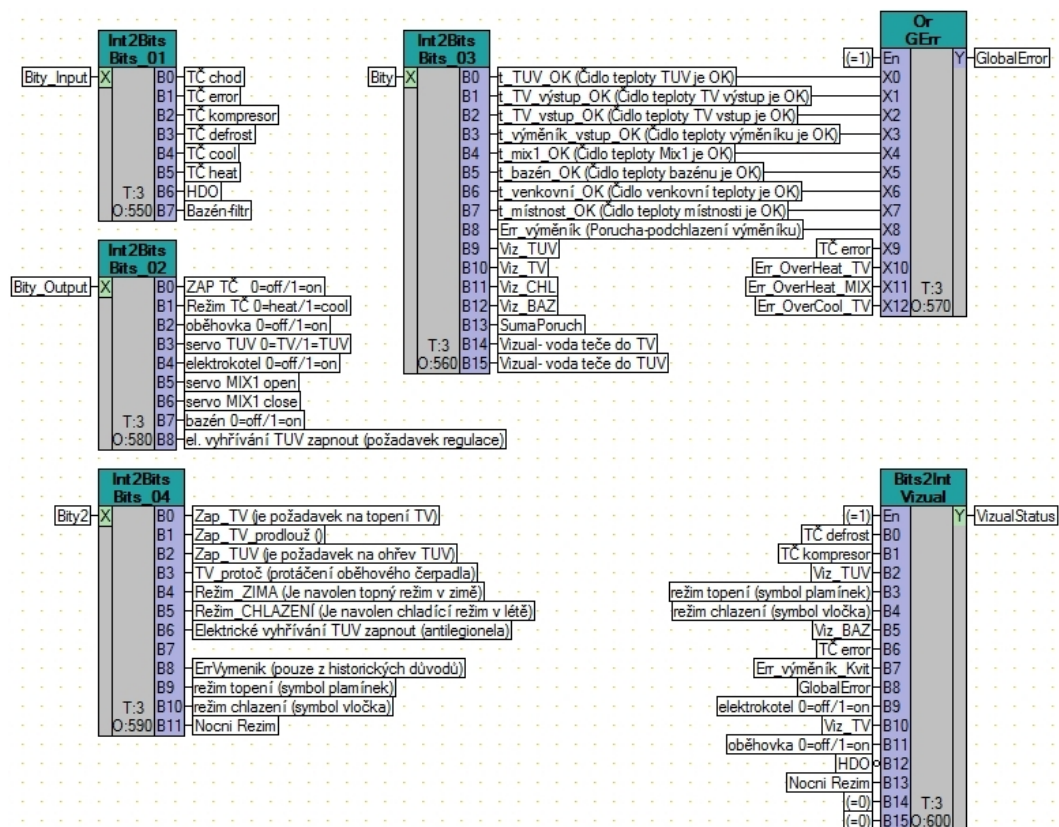 Int2Bits
Bits_01
Bity_Input X B0 TČ chod
B1 TČ error
B2 TČ kompresor
B3 TČ defrost
B4 TČ cool
B5 TČ heat
T:3 B6 HDO
O:550 B7 Bazén-filtr
Int2Bits
Bits_02
Bity_Output X B0 ZAP TČ 0=off/1=on
B1 Režim TČ 0=heat/1=cool
B2 oběhovka 0=off/1=on
B3 servo TUV 0=TV/1=TUV
B4 elektrokotel 0=off/1=on
B5 servo MIX1 open
B6 servo MIX1 close
T:3 B7 bazén 0=off/1=on
O:580 B8 el. vyhřívání TUV zapnout (požadavek regulace)
Int2Bits
Bits_03
Bity X B0 t_TUV_OK (Čidlo teploty TUV je OK)
B1 t_TV_výstup_OK (Čidlo teploty TV výstup je OK)
B2 t_TV_vstup_OK (Čidlo teploty TV vstup je OK)
B3 t_výměník_vstup_OK (Čidlo teploty výměníku je OK)
B4 t_mix1_OK (Čidlo teploty Mix1 je OK)
B5 t_bazén_OK (Čidlo teploty bazénu je OK)
B6 t_venkovní_OK (Čidlo venkovní teploty je OK)
B7 t_místnost_OK (Čidlo teploty místnosti je OK)
B8 Err_výměník (Porucha-podchlazení výměníku)
B9 Viz_TUV
B10 Viz_TV
B11 Viz_CHL
B12 Viz_BAZ
B13 SumaPoruch
T:3 B14 Vizual- voda teče do TV
O:560 B15 Vizual- voda teče do TUV
Or
GErr
(=1) En Y GlobalError
X0
X1
X2
X3
X4
X5
X6
X7
X8
TČ error X9
Err_OverHeat_TV X10
Err_OverHeat_MIX X11 T:3
Err_OverCool_TV X12 O:570
Int2Bits
Bits_04
Bity2 X B0 Zap_TV (je požadavek na topení TV)
B1 Zap_TV_prodlouž ()
B2 Zap_TUV (je požadavek na ohřev TUV)
B3 TV_protoč (protáčení oběhového čerpadla)
B4 Režim_ZIMA (Je navolen topný režim v zimě)
B5 Režim_CHLAZENÍ (Je navolen chladící režim v létě)
B6 Elektrické vyhřívání TUV zapnout (antilegionela)
B7
B8 ErrVymenik (pouze z historických důvodů)
B9 režim topení (symbol plamínek)
T:3 B10 režim chlazení (symbol vločka)
O:590 B11 Nocni Rezim
Bits2Int
Vizual
(=1) En Y VizualStatus
TČ defrost B0
TČ kompresor B1
Viz_TUV B2
režim topení (symbol plamínek) B3
režim chlazení (symbol vločka) B4
Viz_BAZ B5
TČ error B6
Err_výměník_Kvit B7
GlobalError B8
elektrokotel 0=off/1=on B9
Viz_TV B10
oběhovka 0=off/1=on B11
HDO B12
Nocni Rezim B13
(=0) B14 T:3
(=0) B15 O:600